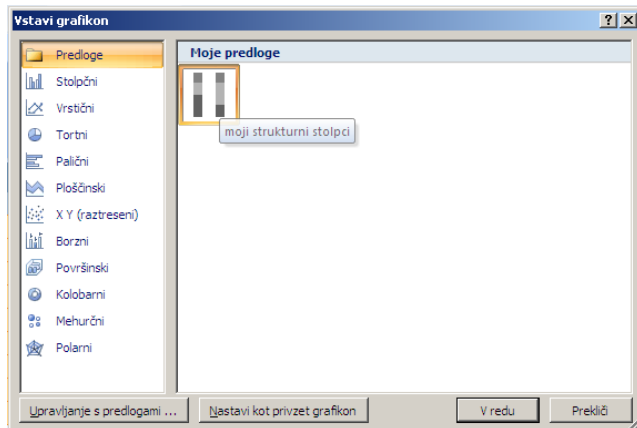 Vstavi grafikon
Predloge
Stolpčni
Vrstični
Tortni
Palični
Ploščinski
X Y (raztreseni)
Borzni
Površinski
Kolobarni
Mehurčni
Polarni
Moje predloge
moji strukturni stolpci
Upravljanje s predlogami ...
Nastavi kot privzet grafikon
V redu
Prekliči